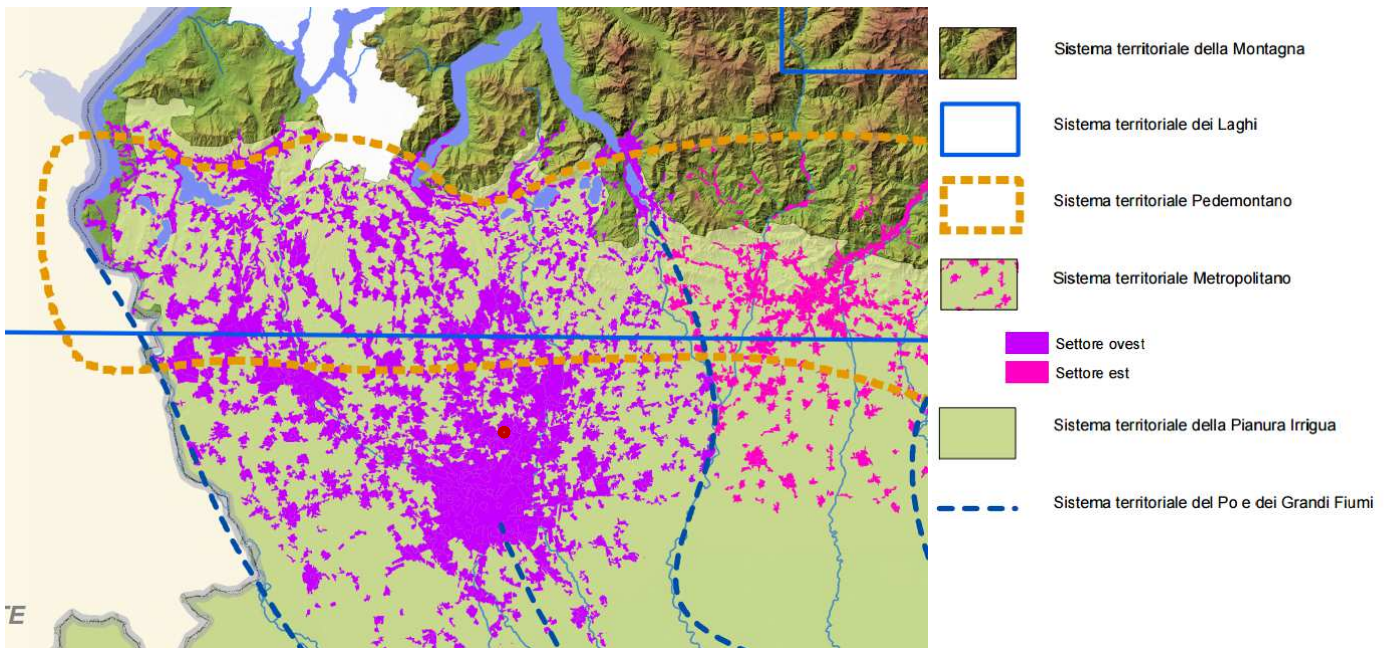 Sistema territoriale della Montagna
Sistema territoriale dei Laghi
Sistema territoriale Pedemontano
Sistema territoriale Metropolitano
Settore ovest
Settore est
Sistema territoriale della Pianura Irrigua
Sistema territoriale del Po e dei Grandi Fiumi
TE